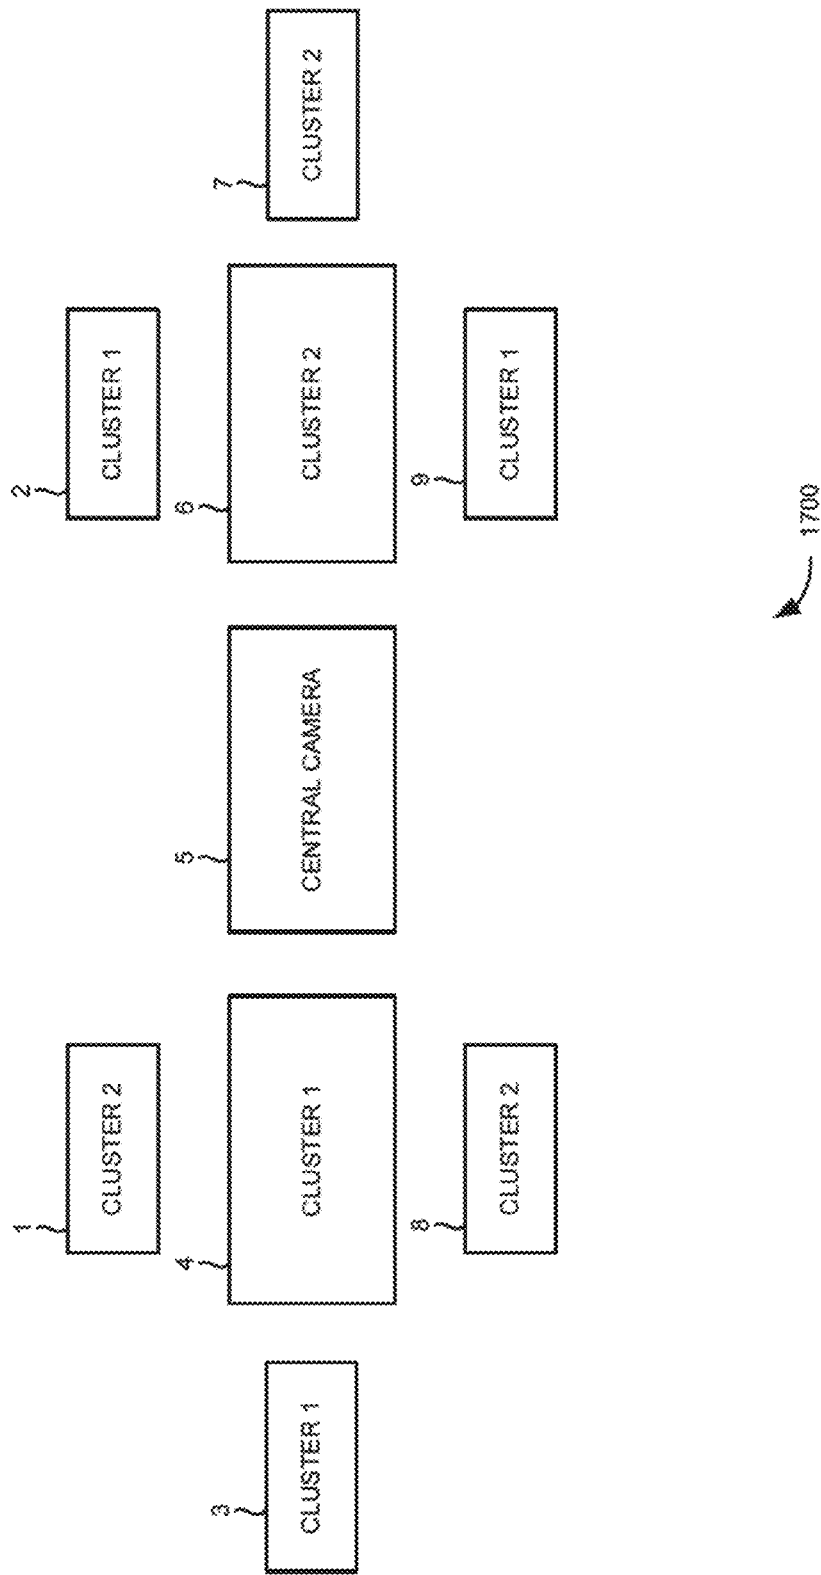 1
CLUSTER 2
2
CLUSTER 1
3
CLUSTER 1
4
CLUSTER 1
5
CENTRAL CAMERA
6
CLUSTER 2
7
CLUSTER 2
8
CLUSTER 2
9
CLUSTER 1
1700